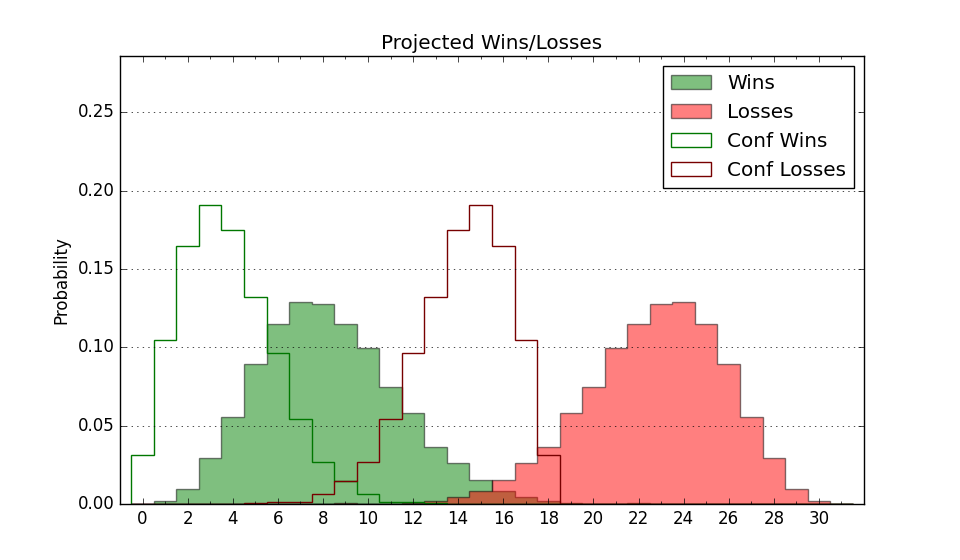 Projected Wins/Losses
Wins
Losses
Conf Wins
Conf Losses
Probability
0.25
0.20
0.15
0.10
0.05
0.00
0 2 4 6 8 10 12 14 16 18 20 22 24 26 28 30